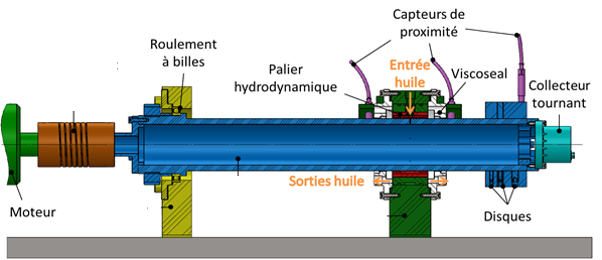 Capteurs de
proximité
Roulement
à billes
Palier
hydrodynamique
Entrée
huile
Viscoseal
Collecteur
tournant
Moteur
Sorties huile
Disques